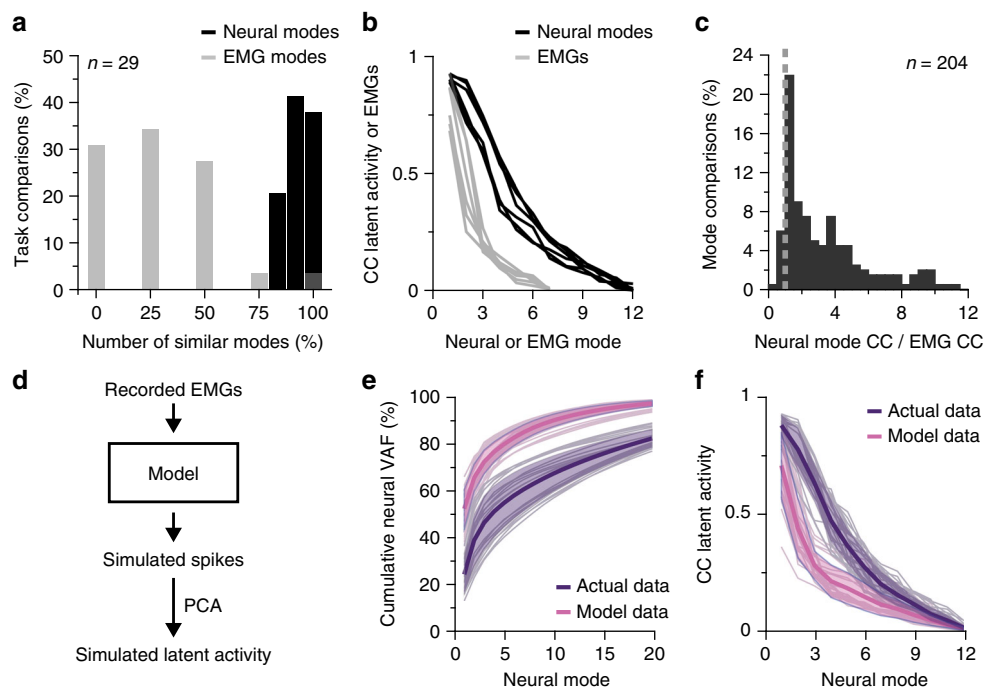 a
Neural modes
EMG modes
n = 29
50
40
30
20
10
0
Task comparisons (%)
0 25 50 75 100
Number of similar modes (%)
b
Neural modes
EMGs
1
0.5
0
CC latent activity or EMGs
0 3 6 9 12
Neural or EMG mode
c
n = 204
24
20
16
12
8
4
0
Mode comparisons (%)
0 4 8 12
Neural mode CC / EMG CC
d
Recorded EMGs
Model
Simulated spikes
PCA
Simulated latent activity
e
100
80
60
40
20
0
Cumulative neural VAF (%)
Actual data
Model data
0 5 10 15 20
Neural mode
f
Actual data
Model data
1
0.5
0
CC latent activity
0 3 6 9 12
Neural mode